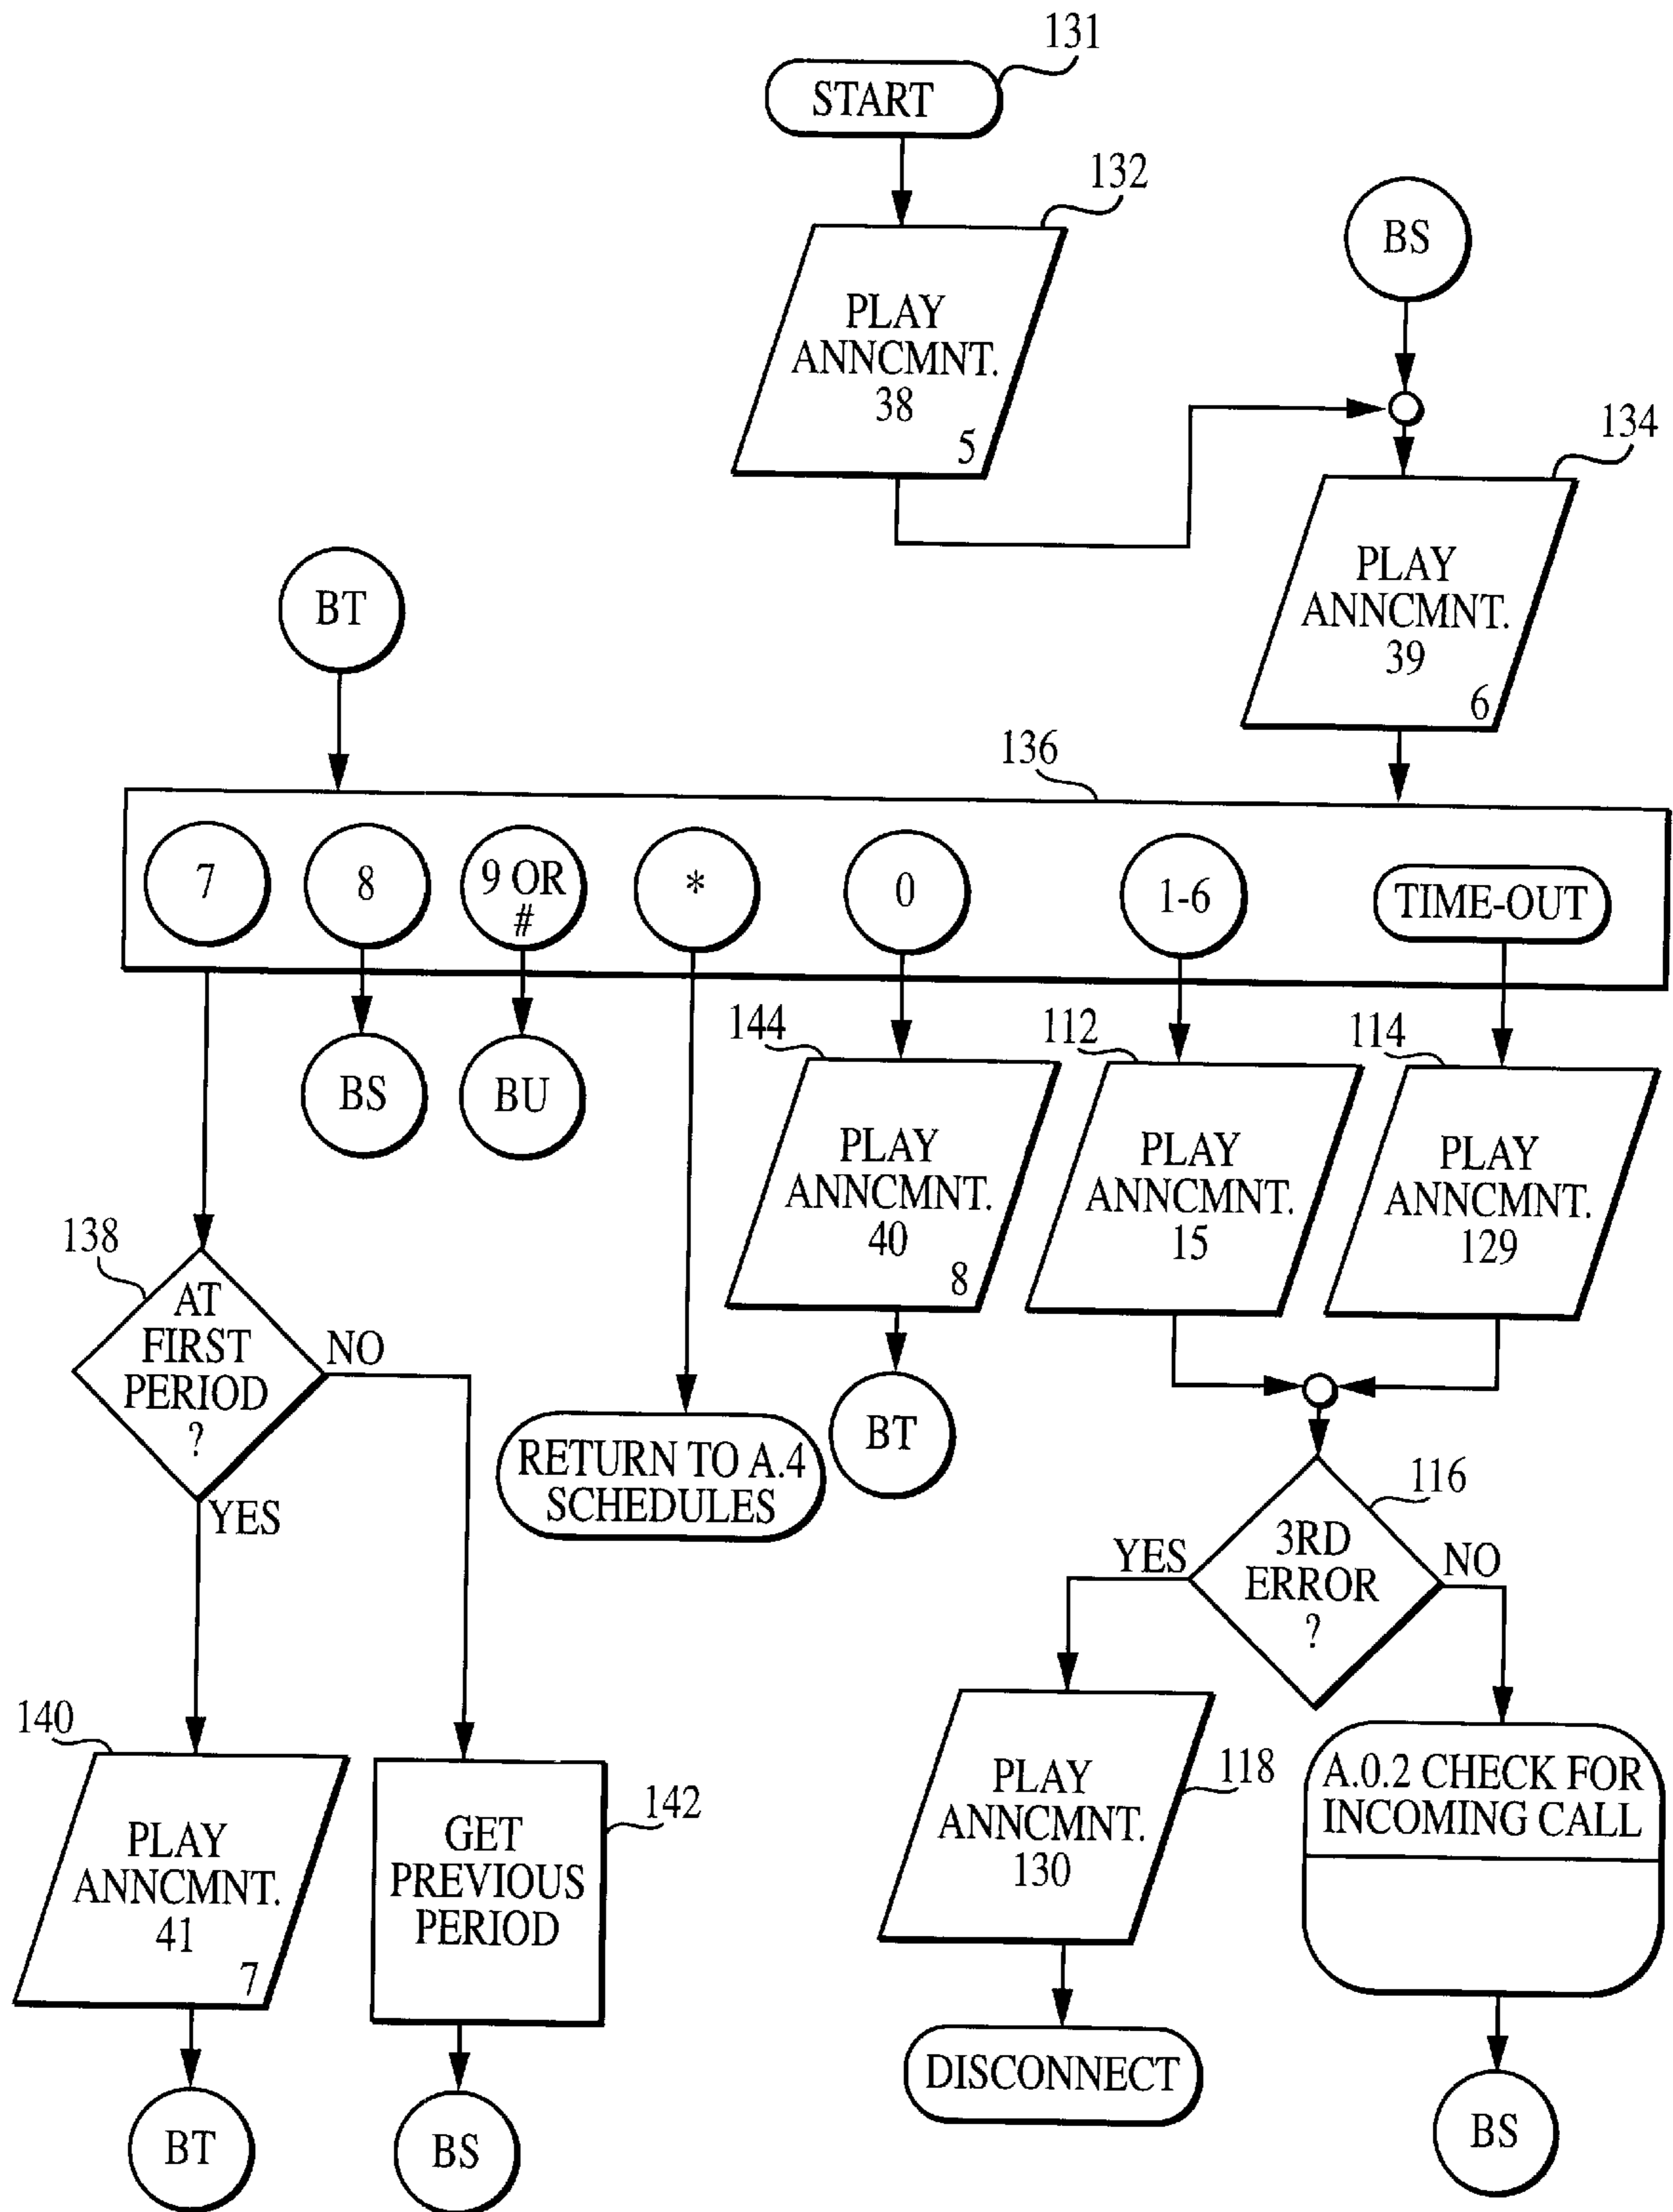 131
START
132
BS
PLAY
ANNCMNT.
38
5
134
BT
PLAY
ANNCMNT.
39
6
136
7
8
9 OR
#
*
0
1-6
TIME-OUT
BS
BU
144
112
114
PLAY
ANNCMNT.
40
8
PLAY
ANNCMNT.
15
PLAY
ANNCMNT.
129
138
AT
FIRST
PERIOD
?
NO
YES
RETURN TO A.4
SCHEDULES
BT
116
3RD
ERROR
?
YES
NO
140
PLAY
ANNCMNT.
41
7
142
GET
PREVIOUS
PERIOD
118
PLAY
ANNCMNT.
130
A.0.2 CHECK FOR
INCOMING CALL
DISCONNECT
BT
BS
BS